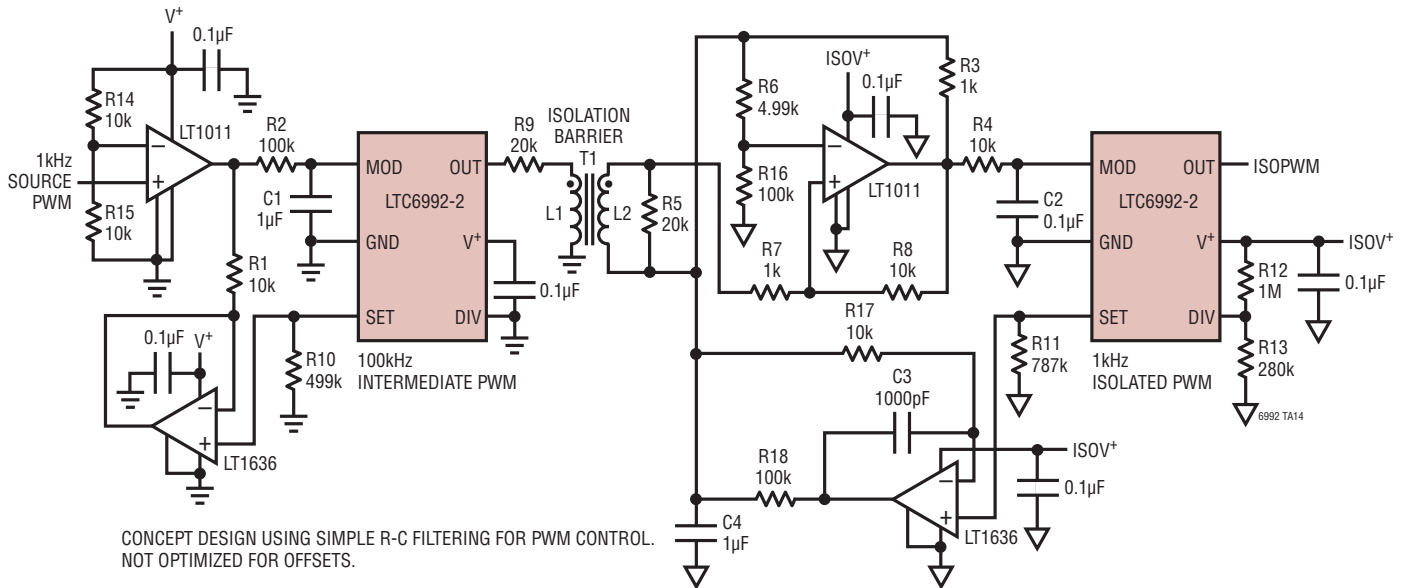 V+
0.1µF
R14
10k
LT1011
1kHz
SOURCE
PWM
R15
10k
R2
100k
C1
1µF
R1
10k
0.1µF
V+
LT1636
R10
499k
MOD
OUT
LTC6992-2
GND
V+
SET
DIV
100kHz
INTERMEDIATE PWM
0.1µF
R9
20k
ISOLATION
BARRIER
T1
L1
L2
R5
20k
R6
4.99k
R16
100k
ISOV+
0.1µF
LT1011
R3
1k
R4
10k
R7
1k
R8
10k
C2
0.1µF
R17
10k
C3
1000pF
R18
100k
C4
1µF
LT1636
ISOV+
0.1µF
R11
787k
MOD
OUT
LTC6992-2
GND
V+
SET
DIV
1kHz
ISOLATED PWM
ISOPWM
ISOV+
R12
1M
0.1µF
R13
280k
6992 TA14
CONCEPT DESIGN USING SIMPLE R-C FILTERING FOR PWM CONTROL.
NOT OPTIMIZED FOR OFFSETS.